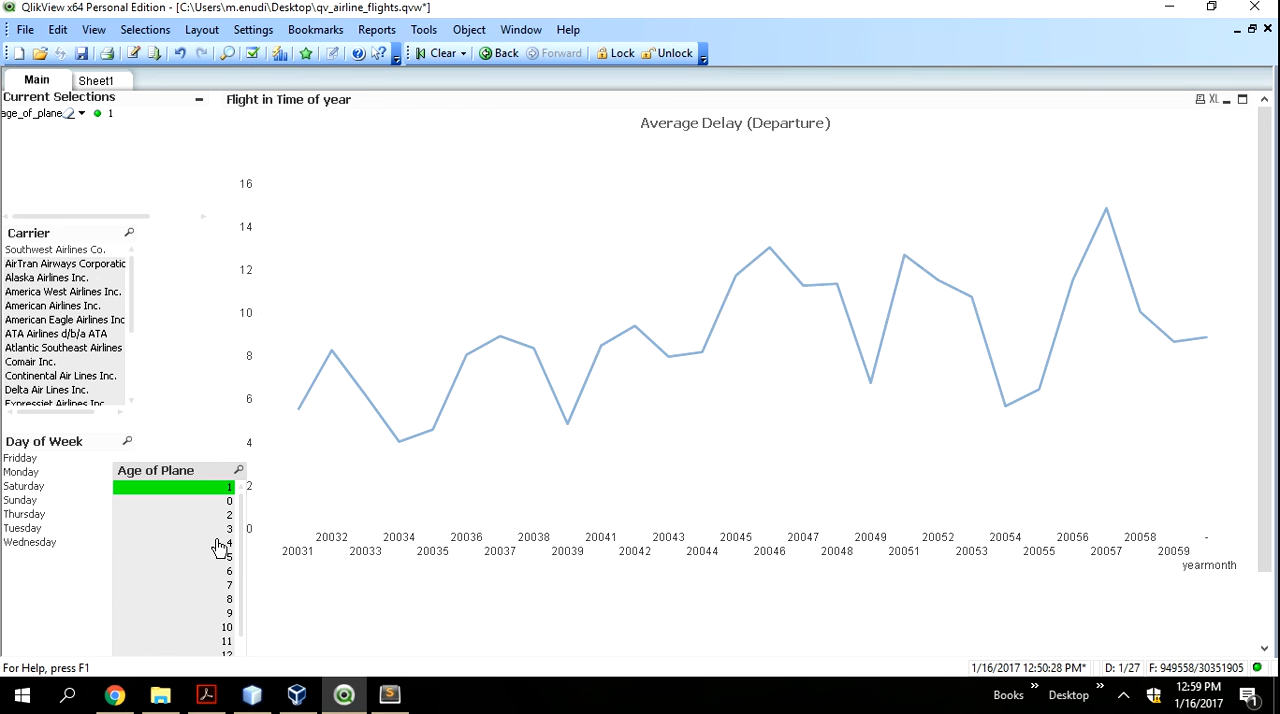 QlikView x64 Personal Edition - [C:\Users\m.enudi\Desktop\qv_airline_flights.qvw*]
File Edit View Selections Layout Settings Bookmarks Reports Tools Object Window Help
Clear Back Forward Lock Unlock
Main Sheet1
Current Selections
age_of_plane 1
Flight in Time of year
XL
Average Delay (Departure)
Carrier
Southwest Airlines Co.
AirTran Airways Corporatic
Alaska Airlines Inc.
America West Airlines Inc.
American Airlines Inc.
American Eagle Airlines Inc
ATA Airlines d/b/a ATA
Atlantic Southeast Airlines
Comair Inc.
Continental Air Lines Inc.
Delta Air Lines Inc.
Expressjet Airlines Inc
Day of Week
Fridday
Monday
Saturday
Sunday
Thursday
Tuesday
Wednesday
Age of Plane
1
0
2
3
4
5
6
7
8
9
10
11
12
16
14
12
10
8
6
4
2
0
20032 20034 20036 20038 20041 20043 20045 20047 20049 20052 20054 20056 20058 -
20031 20033 20035 20037 20039 20042 20044 20046 20048 20051 20053 20055 20057 20059
yearmonth
For Help, press F1
1/16/2017 12:50:28 PM* D: 1/27 F: 949558/30351905
Books Desktop
12:59 PM
1/16/2017
1